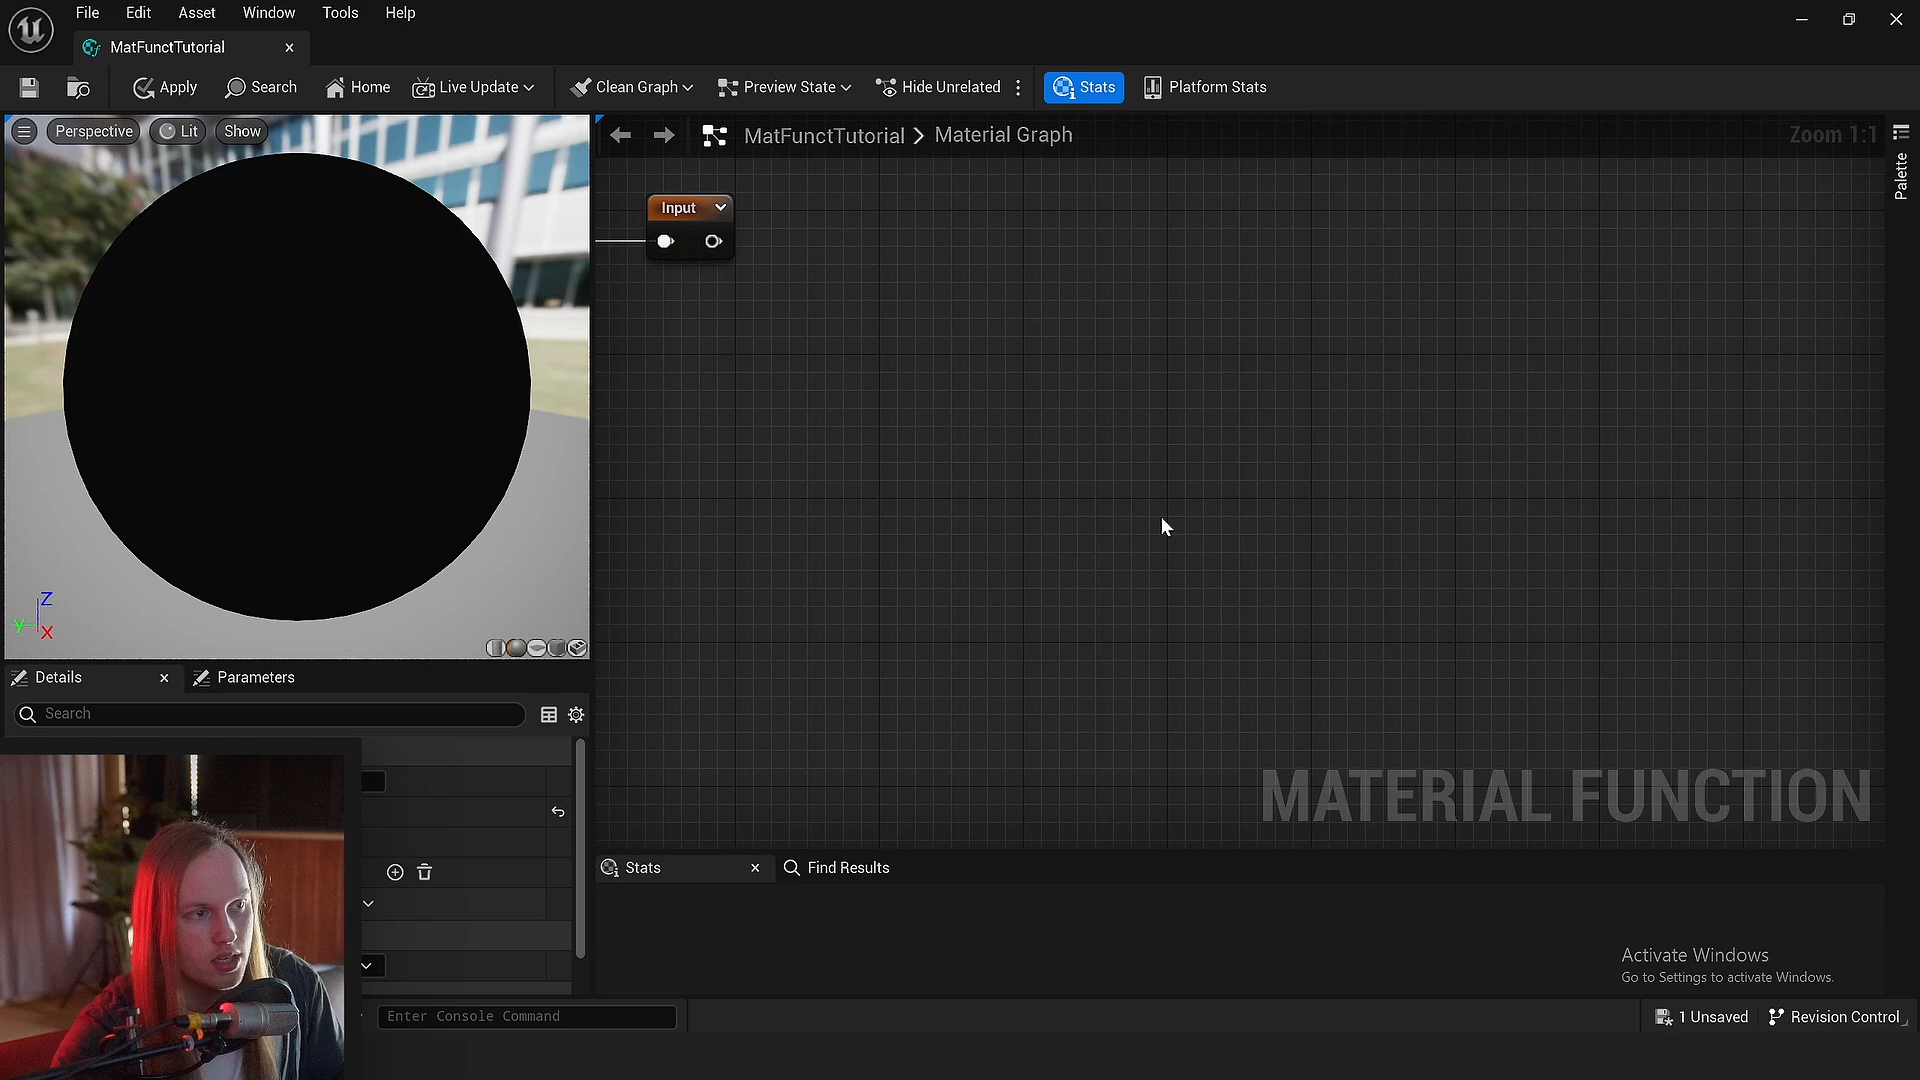 File Edit Asset Window Tools Help
MatFunctTutorial
Apply Search Home Live Update Clean Graph Preview State Hide Unrelated Stats Platform Stats
Perspective Lit Show
MatFunctTutorial > Material Graph
Zoom 1:1
Palette
Input
Z
Y
X
Details Parameters
Search
MATERIAL FUNCTION
Stats Find Results
Activate Windows
Go to Settings to activate Windows.
Enter Console Command
1 Unsaved Revision Control